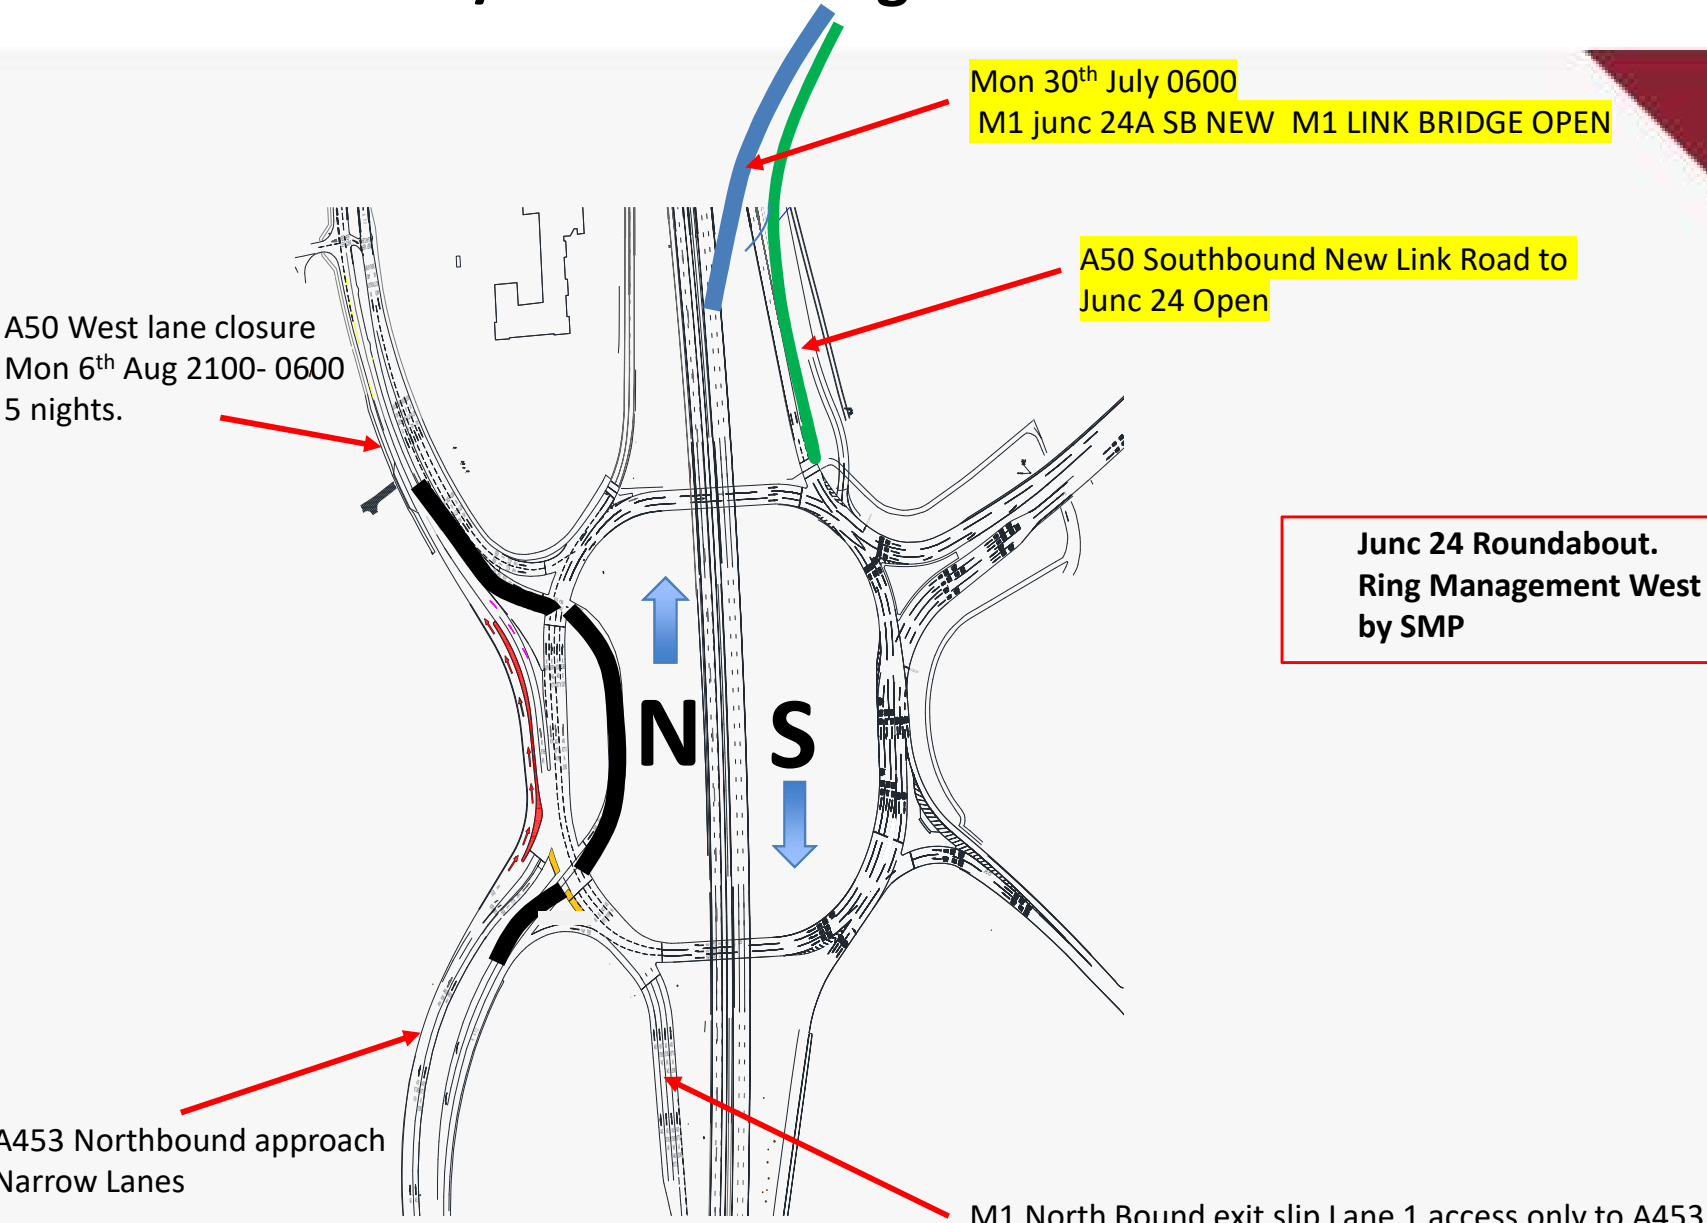 Mon 30th July 0600
M1 junc 24A SB NEW M1 LINK BRIDGE OPEN
A50 Southbound New Link Road to
Junc 24 Open
A50 West lane closure
Mon 6th Aug 2100- 0600
5 nights.
Junc 24 Roundabout.
Ring Management West
by SMP
N S
A453 Northbound approach
Narrow Lanes
M1 North Bound exit slip Lane 1 access only to A453